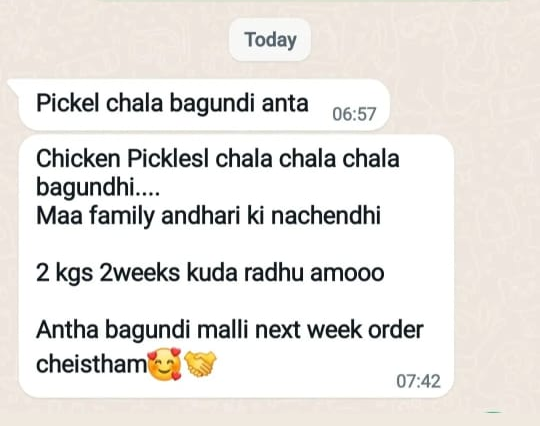 Today
Pickel chala bagundi anta 06:57
Chicken Picklesl chala chala chala
bagundhi....
Maa family andhari ki nachendhi
2 kgs 2weeks kuda radhu amooo
Antha bagundi malli next week order
cheistham🥰🤝
07:42